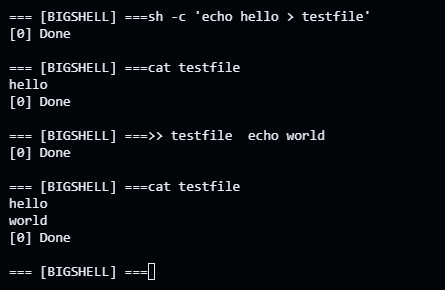 === [BIGSHELL] ===sh -c 'echo hello > testfile'
[0] Done
=== [BIGSHELL] ===cat testfile
hello
[0] Done
=== [BIGSHELL] ===>> testfile  echo world
[0] Done
=== [BIGSHELL] ===cat testfile
hello
world
[0] Done
=== [BIGSHELL] ===